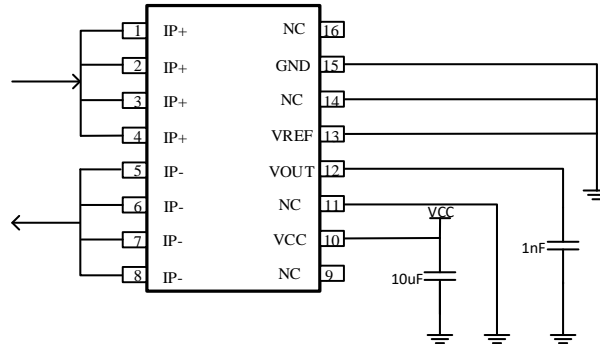 1 IP+ NC 16
2 IP+ GND 15
3 IP+ NC 14
4 IP+ VREF 13
5 IP- VOUT 12
6 IP- NC 11
VCC
7 IP- VCC 10
1nF
8 IP- NC 9
10uF